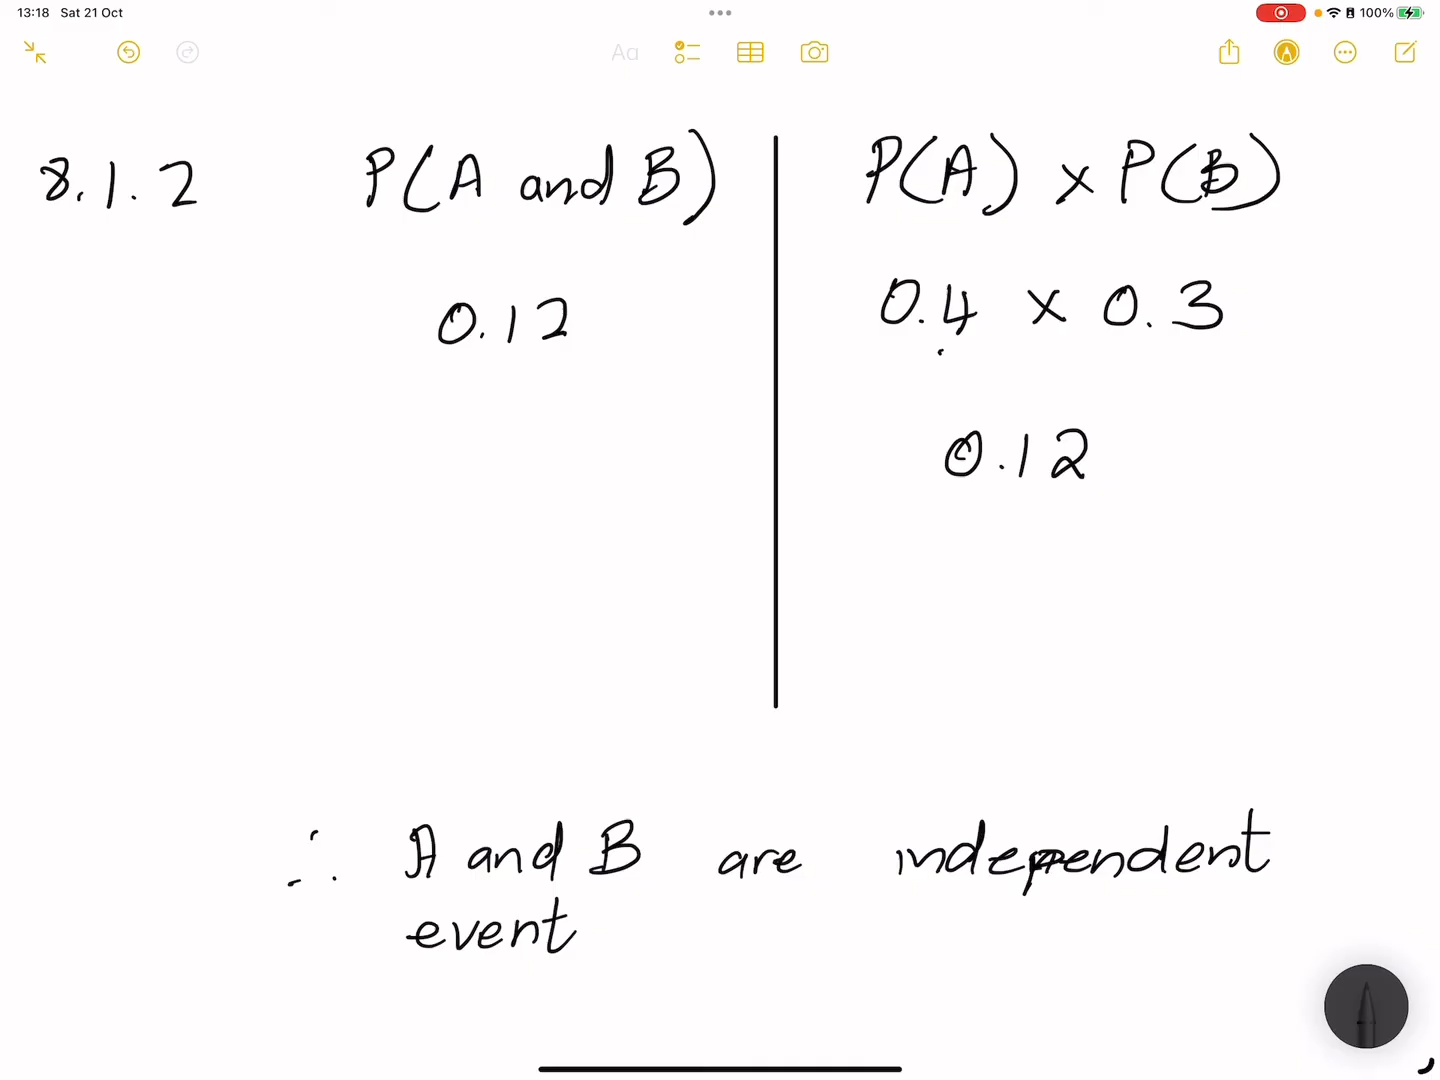 13:18 Sat 21 Oct
100%
Aa
8.1.2 P(A and B) P(A) x P(B)
0.12 0.4 x 0.3
0.12
∴ A and B are independent
event